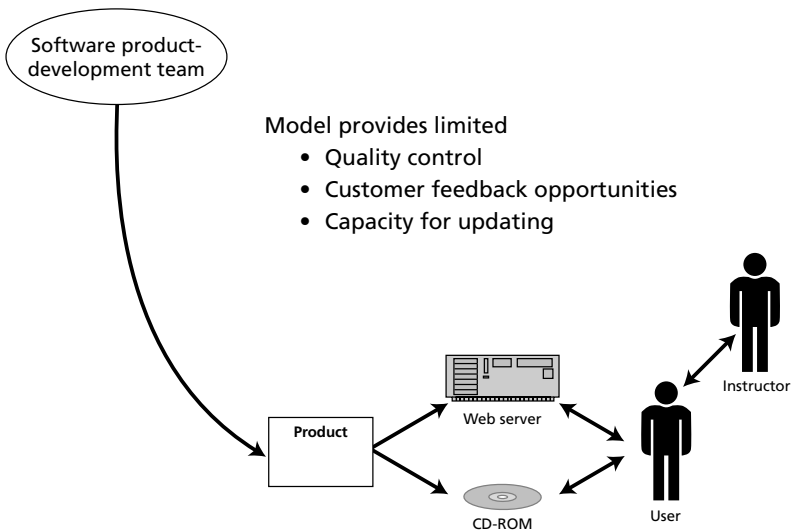 Software product-
development team
Model provides limited
• Quality control
• Customer feedback opportunities
• Capacity for updating
Instructor
Web server
Product
User
CD-ROM